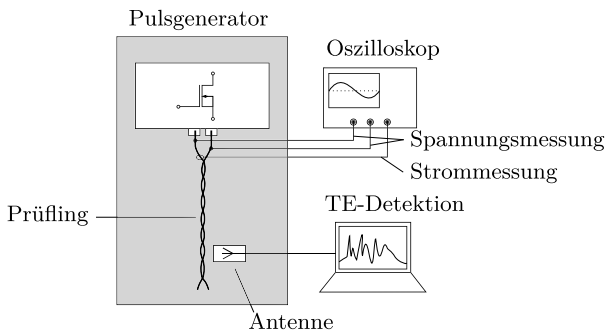 Pulsgenerator
Oszilloskop
Spannungsmessung
Strommessung
TE-Detektion
Prüfling
Antenne